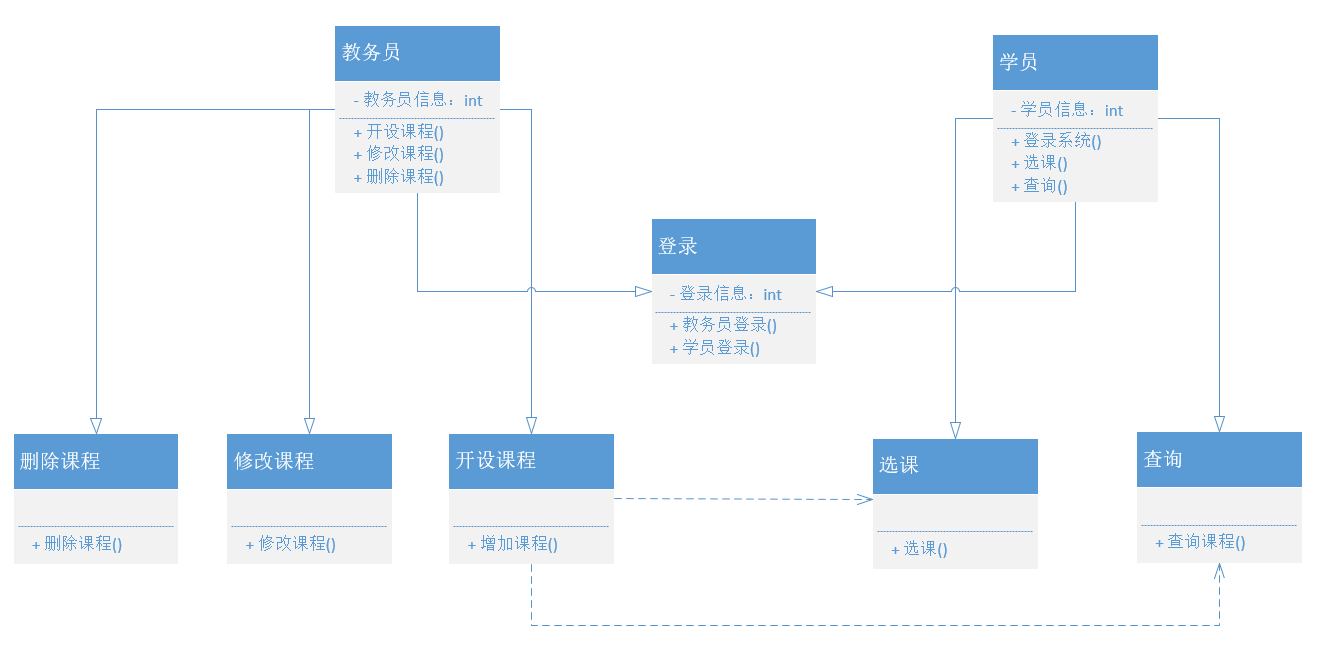 教务员
- 教务员信息：int
+ 开设课程()
+ 修改课程()
+ 删除课程()
学员
- 学员信息：int
+ 登录系统()
+ 选课()
+ 查询()
登录
- 登录信息：int
+ 教务员登录()
+ 学员登录()
删除课程
+ 删除课程()
修改课程
+ 修改课程()
开设课程
+ 增加课程()
选课
+ 选课()
查询
+ 查询课程()